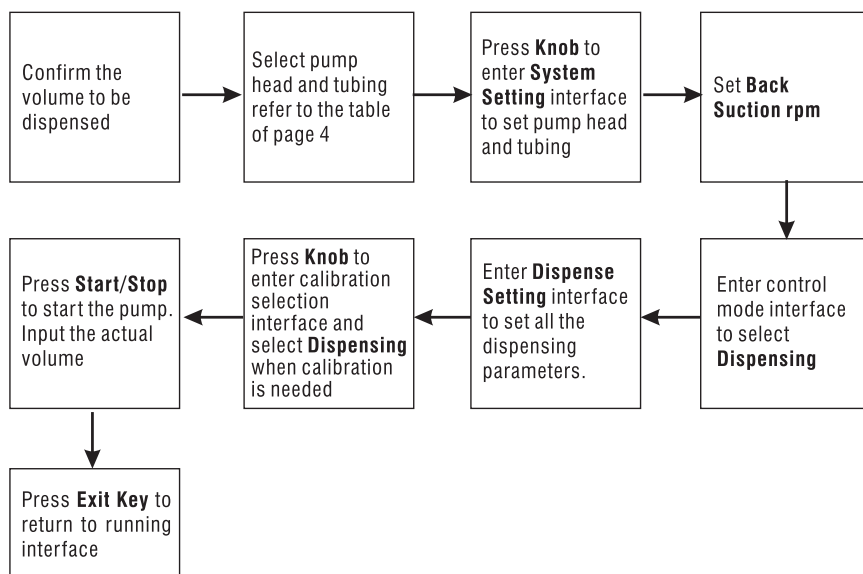 Confirm the
volume to be
dispensed
Select pump
head and tubing
refer to the table
of page 4
Press Knob to
enter System
Setting interface
to set pump head
and tubing
Set Back
Suction rpm
Enter control
mode interface
to select
Dispensing
Enter Dispense
Setting interface
to set all the
dispensing
parameters.
Press Knob to
enter calibration
selection
interface and
select Dispensing
when calibration
is needed
Press Start/Stop
to start the pump.
Input the actual
volume
Press Exit Key to
return to running
interface